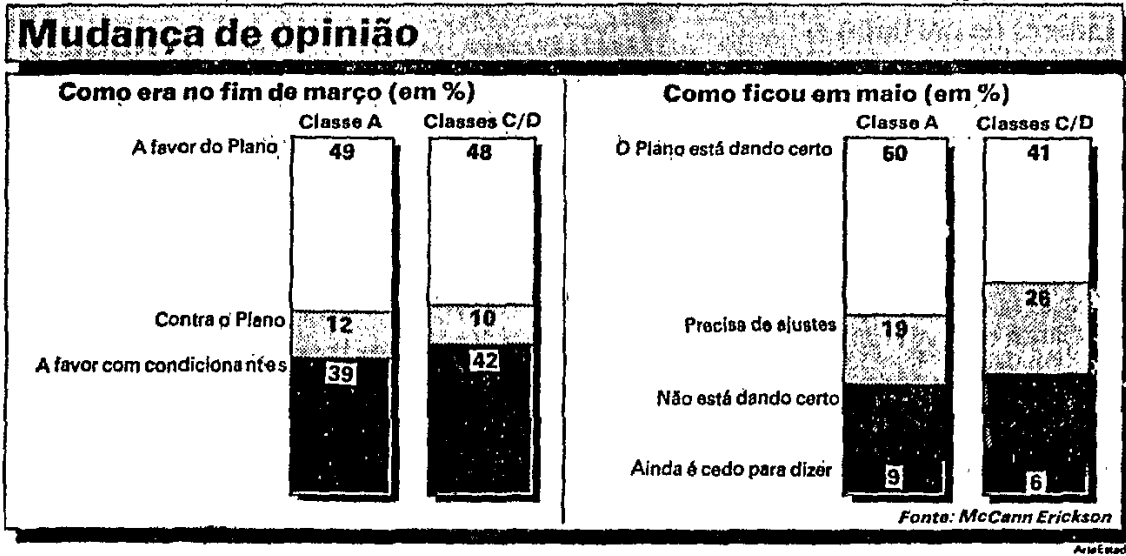 Mudança de opinião
Como era no fim de março (em %)
Classe A Classes C/D
A favor do Plano 49 48
Contra o Plano 12 10
A favor com condicionantes 39 42
Como ficou em maio (em %)
Classe A Classes C/D
O Plano está dando certo 50 41
Precisa de ajustes 19 26
Não está dando certo
Ainda é cedo para dizer 9 6
Fonte: McCann Erickson